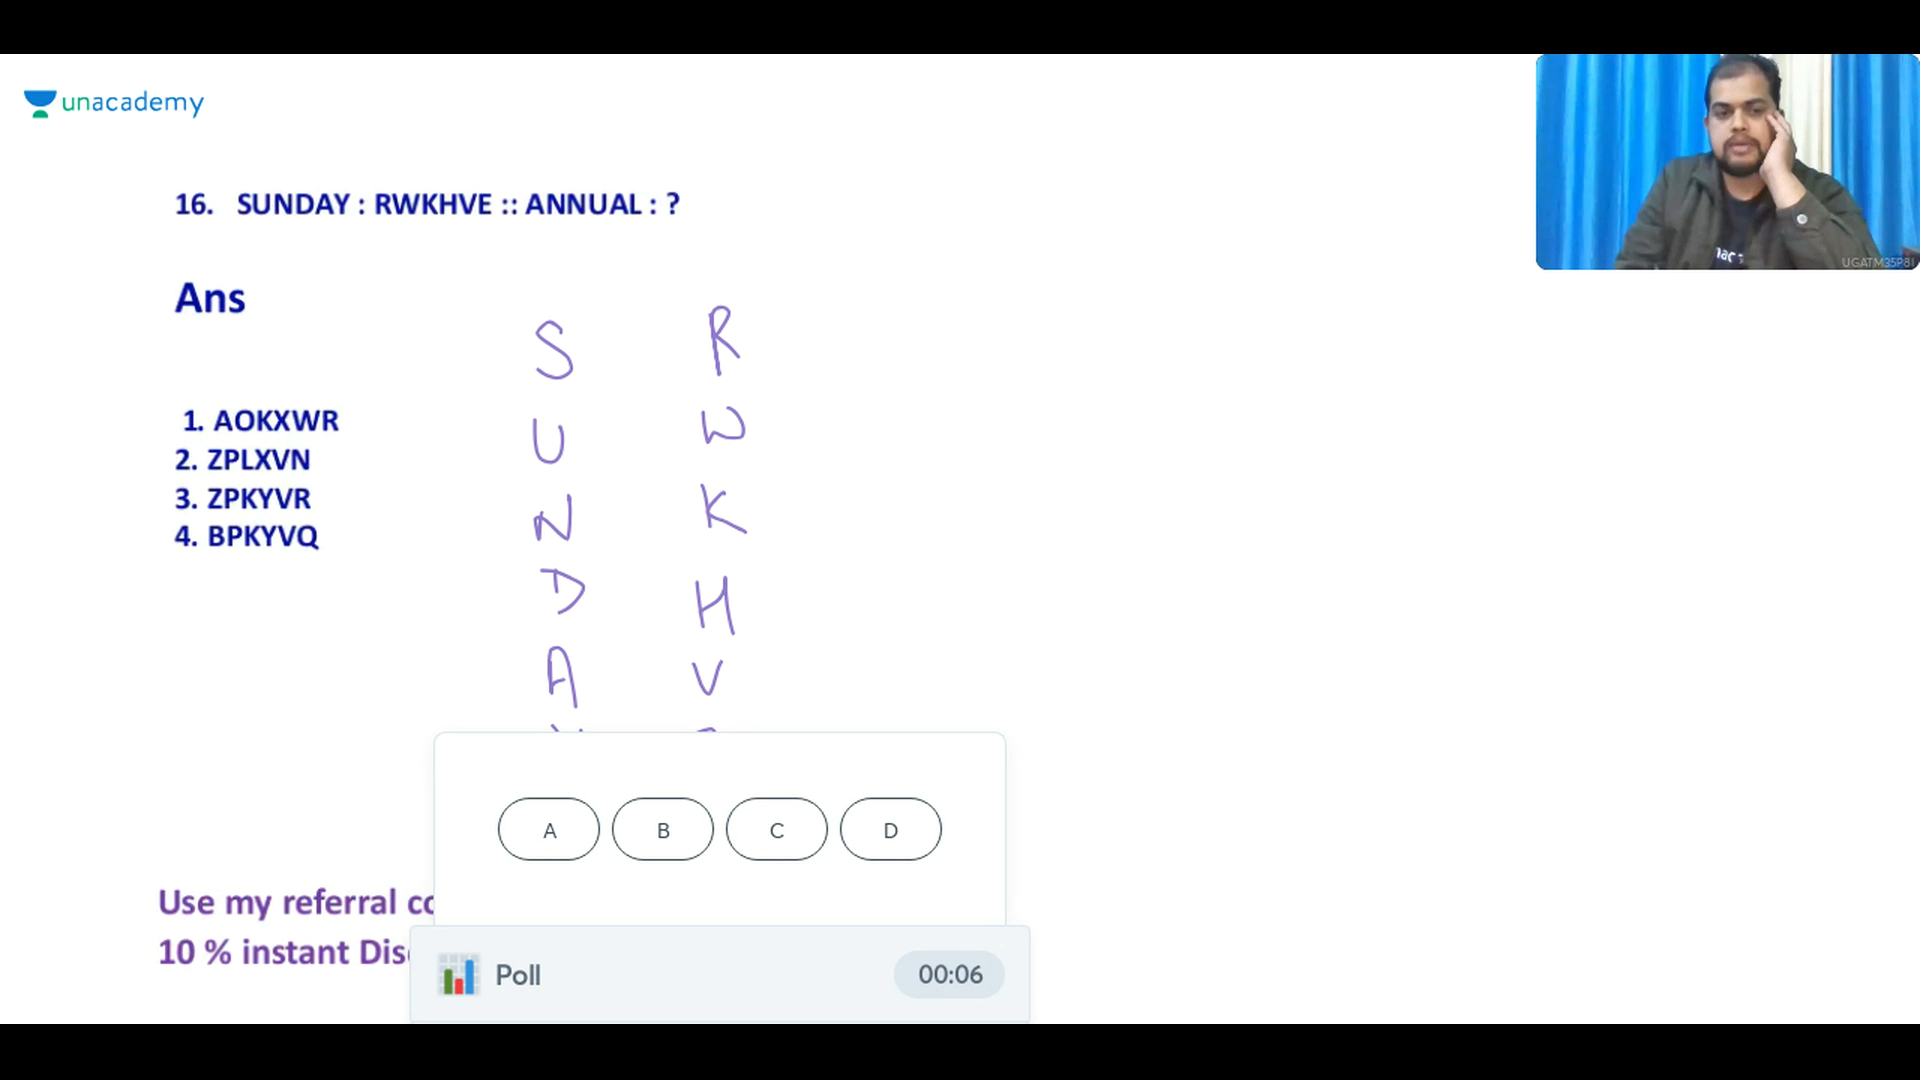 unacademy
16. SUNDAY : RWKHVE :: ANNUAL : ?
Ans
S R
U W
N K
D H
A V
1. AOKXWR
2. ZPLXVN
3. ZPKYVR
4. BPKYVQ
A B C D
Use my referral co
10 % instant Dis
Poll 00:06
UGATM35P8I